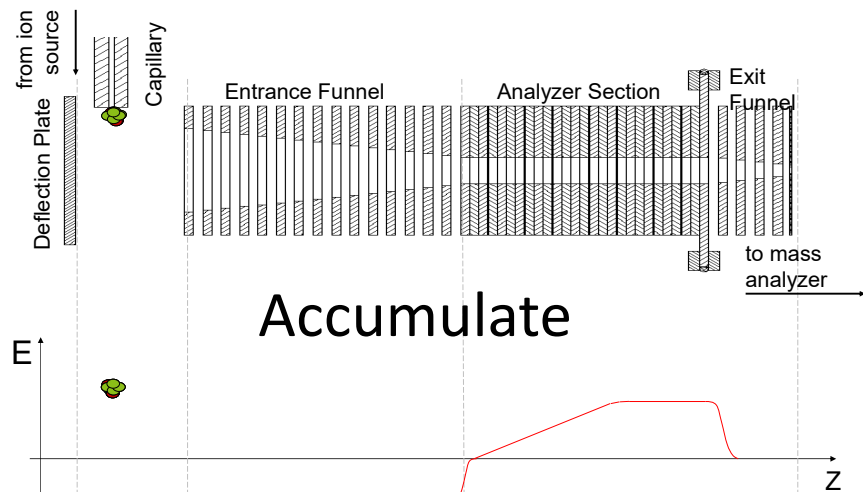 from ion
source
Capillary
Deflection Plate
Entrance Funnel
Analyzer Section
Exit
Funnel
to mass
analyzer
Accumulate
E
Z